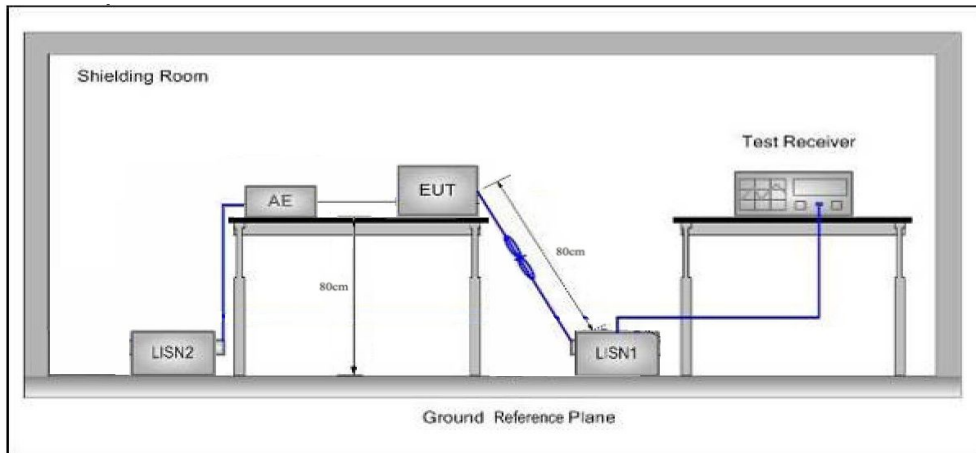 Shielding Room
Test Receiver
AE
EUT
80cm
80cm
LISN2
LISN1
Ground Reference Plane